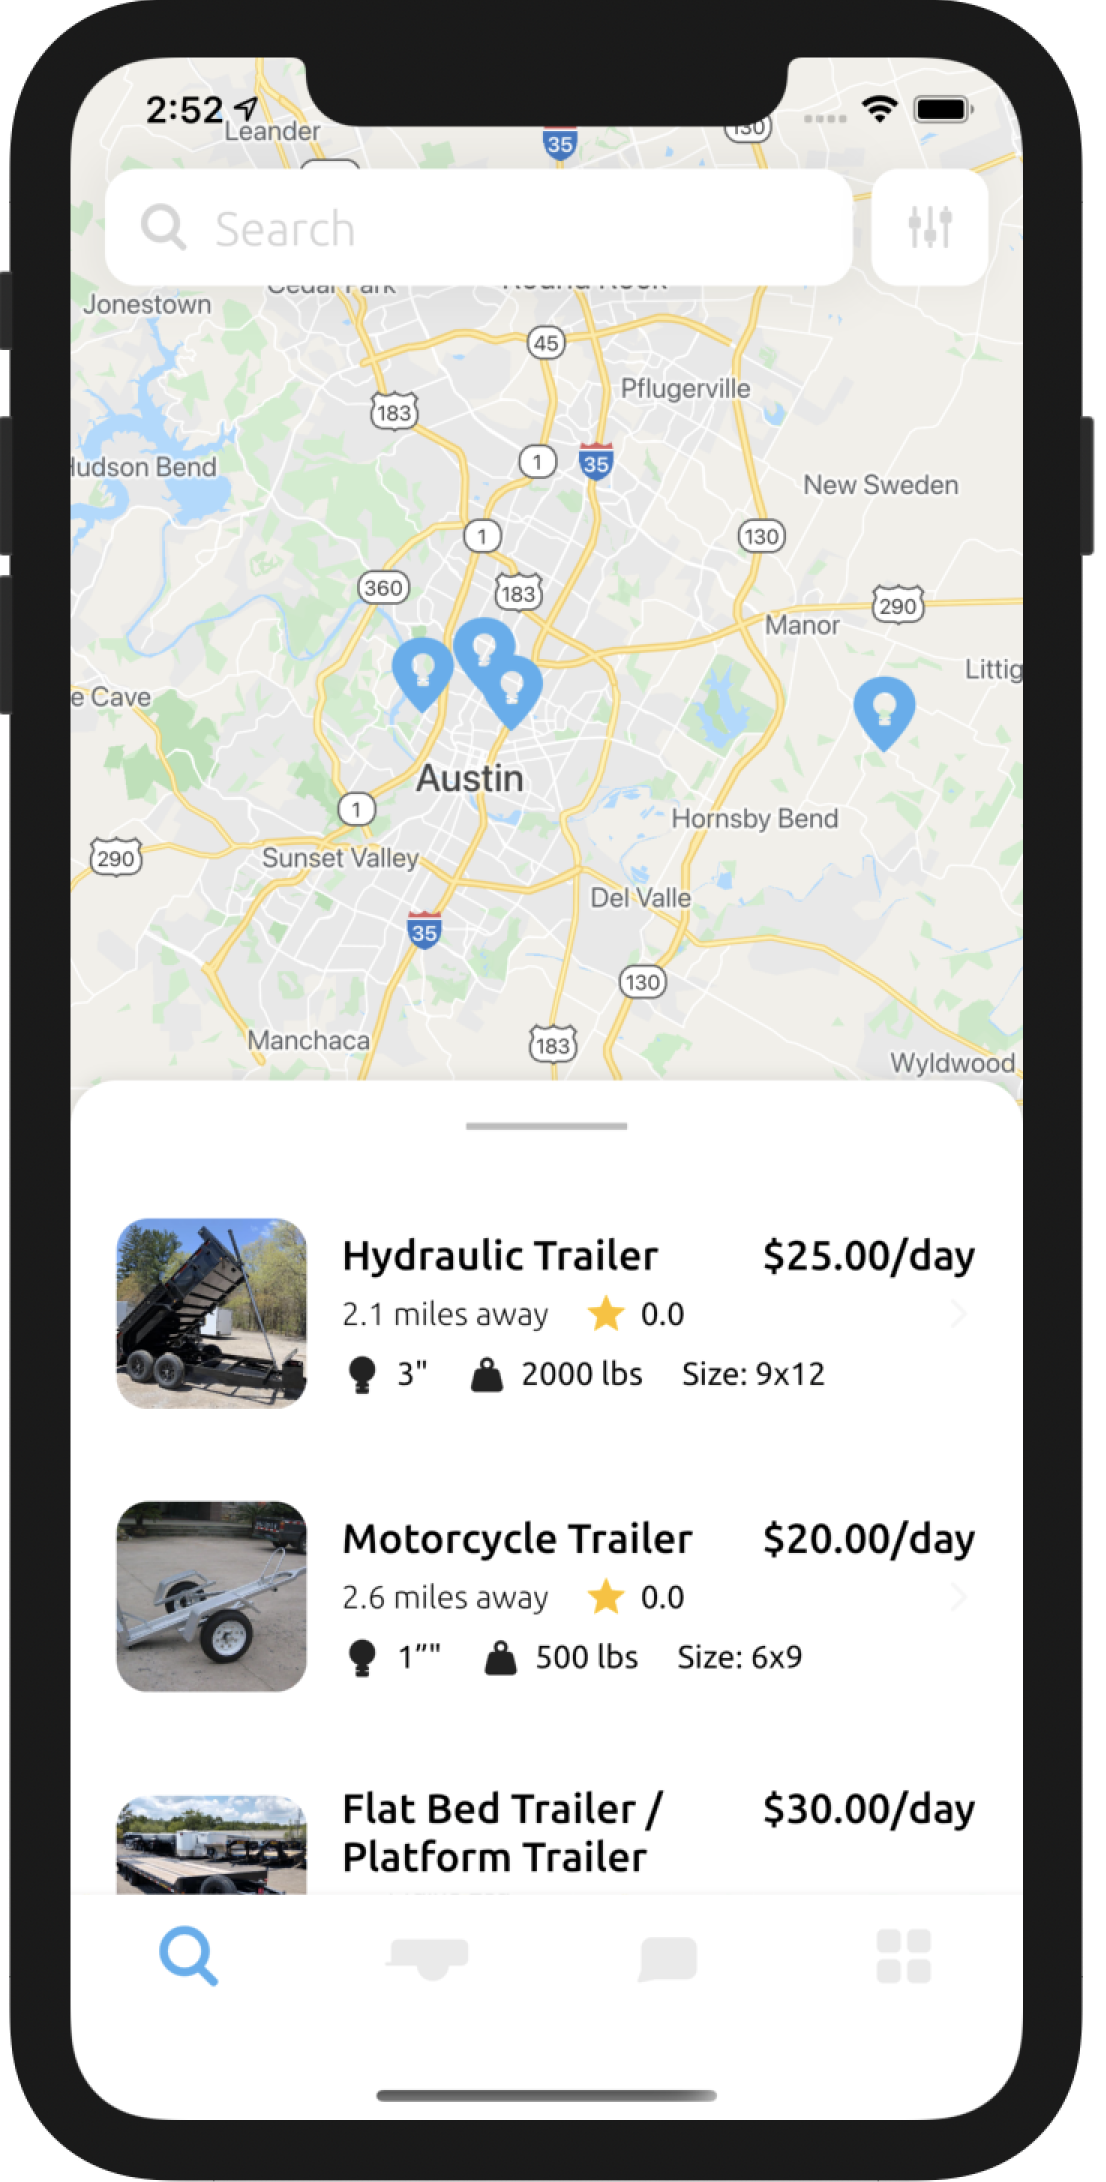 2:52
Leander
35
130
Search
Cedar Park
Round Rock
Jonestown
45
Pflugerville
183
1
35
Hudson Bend
New Sweden
1
130
360
183
290
Manor
Littig
e Cave
Austin
1
Hornsby Bend
290
Sunset Valley
Del Valle
35
130
Manchaca
183
Wyldwood
Hydraulic Trailer $25.00/day
2.1 miles away 0.0
3" 2000 lbs Size: 9x12
Motorcycle Trailer $20.00/day
2.6 miles away 0.0
1”" 500 lbs Size: 6x9
Flat Bed Trailer / $30.00/day
Platform Trailer